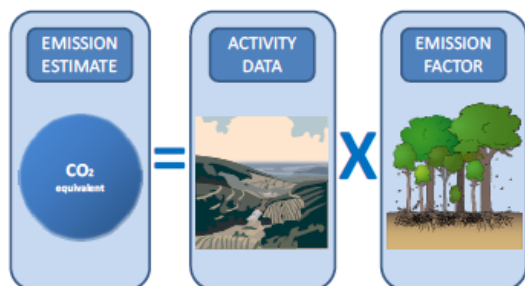 EMISSION
ESTIMATE
CO₂
equivalent
=
ACTIVITY
DATA
X
EMISSION
FACTOR